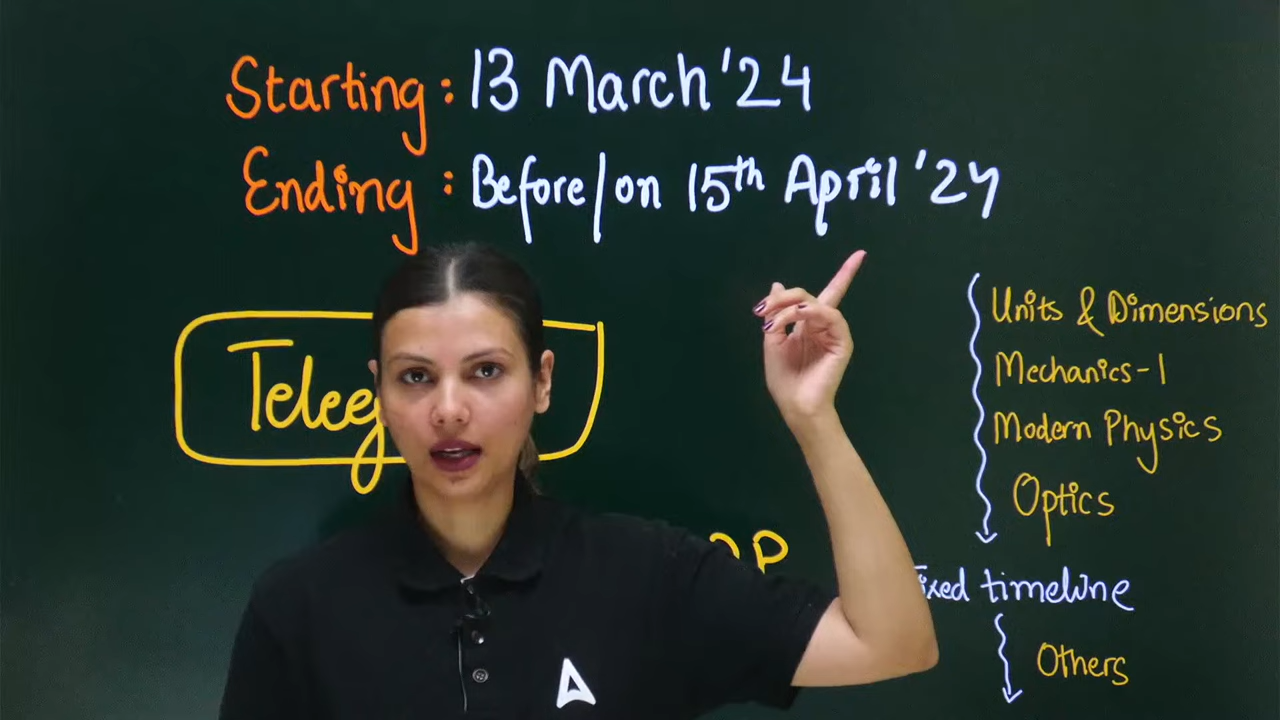 Starting : 13 March '24
Ending : Before/on 15th April '24
Units & Dimensions
Mechanics-1
Modern Physics
Optics
timeline
Others